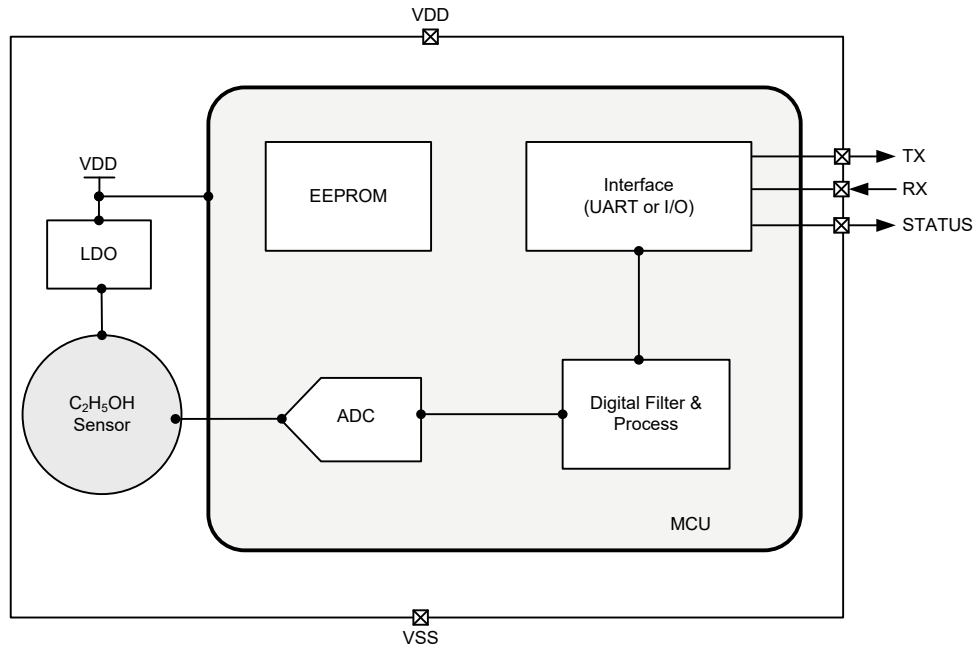 VDD
VDD
LDO
C₂H₅OH
Sensor
EEPROM
Interface
(UART or I/O)
TX
RX
STATUS
ADC
Digital Filter &
Process
MCU
VSS